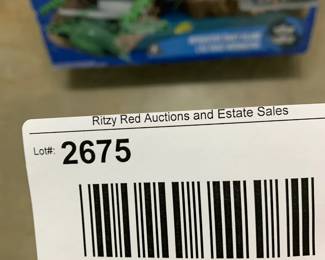 Ritzy Red Auctions and Estate Sales
Lot#: 2675